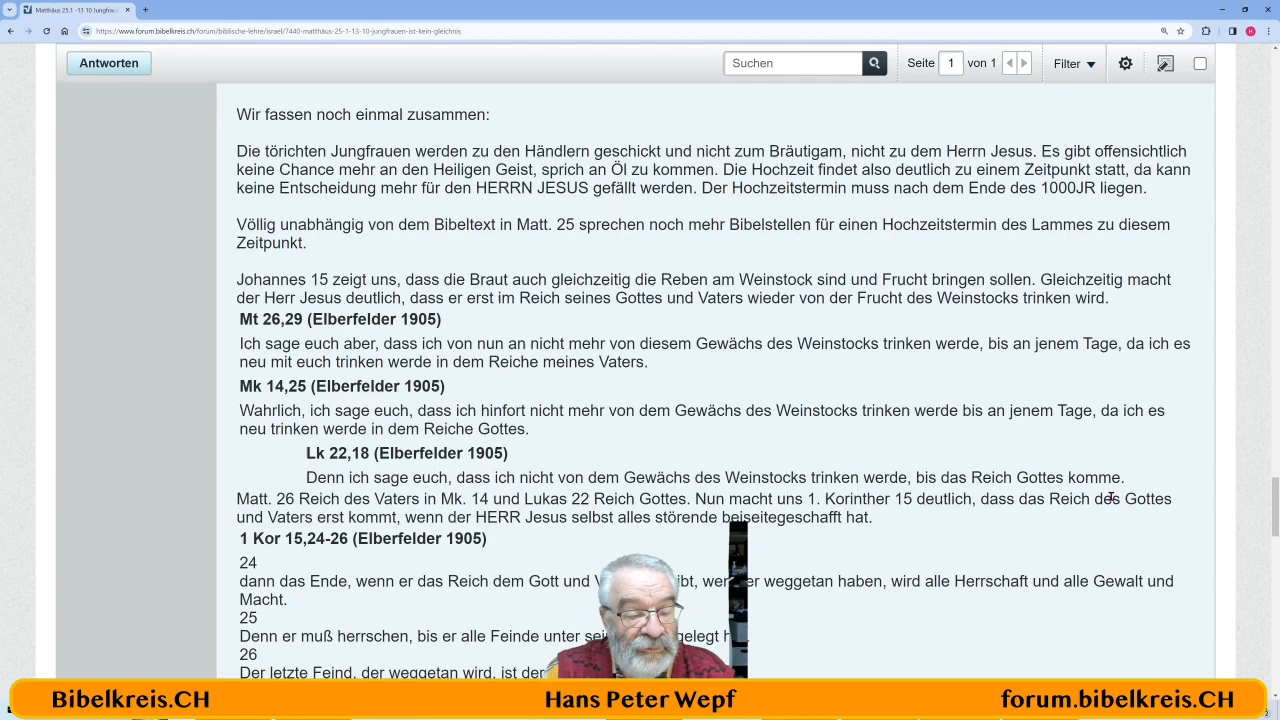 Matthäus 25,1 -13 10 Jungfrau
https://www.forum.bibelkreis.ch/forum/biblische-lehre/israel/7440-matthäus-25-1-13-10-jungfrauen-ist-kein-gleichnis
Antworten
Suchen
Seite 1 von 1
Filter
Wir fassen noch einmal zusammen:
Die törichten Jungfrauen werden zu den Händlern geschickt und nicht zum Bräutigam, nicht zu dem Herrn Jesus. Es gibt offensichtlich
keine Chance mehr an den Heiligen Geist, sprich an Öl zu kommen. Die Hochzeit findet also deutlich zu einem Zeitpunkt statt, da kann
keine Entscheidung mehr für den HERRN JESUS gefällt werden. Der Hochzeitstermin muss nach dem Ende des 1000JR liegen.
Völlig unabhängig von dem Bibeltext in Matt. 25 sprechen noch mehr Bibelstellen für einen Hochzeitstermin des Lammes zu diesem
Zeitpunkt.
Johannes 15 zeigt uns, dass die Braut auch gleichzeitig die Reben am Weinstock sind und Frucht bringen sollen. Gleichzeitig macht
der Herr Jesus deutlich, dass er erst im Reich seines Gottes und Vaters wieder von der Frucht des Weinstocks trinken wird.
Mt 26,29 (Elberfelder 1905)
Ich sage euch aber, dass ich von nun an nicht mehr von diesem Gewächs des Weinstocks trinken werde, bis an jenem Tage, da ich es
neu mit euch trinken werde in dem Reiche meines Vaters.
Mk 14,25 (Elberfelder 1905)
Wahrlich, ich sage euch, dass ich hinfort nicht mehr von dem Gewächs des Weinstocks trinken werde bis an jenem Tage, da ich es
neu trinken werde in dem Reiche Gottes.
Lk 22,18 (Elberfelder 1905)
Denn ich sage euch, dass ich nicht von dem Gewächs des Weinstocks trinken werde, bis das Reich Gottes komme.
Matt. 26 Reich des Vaters in Mk. 14 und Lukas 22 Reich Gottes. Nun macht uns 1. Korinther 15 deutlich, dass das Reich des Gottes
und Vaters erst kommt, wenn der HERR Jesus selbst alles störende beiseitegeschafft hat.
1 Kor 15,24-26 (Elberfelder 1905)
24
dann das Ende, wenn er das Reich dem Gott und er weggetan haben, wird alle Herrschaft und alle Gewalt und
Macht.
25
Denn er muß herrschen, bis er alle Feinde unter
26
Der letzte Feind, der weggetan wird, ist der
Bibelkreis.CH
Hans Peter Wepf
forum.bibelkreis.CH